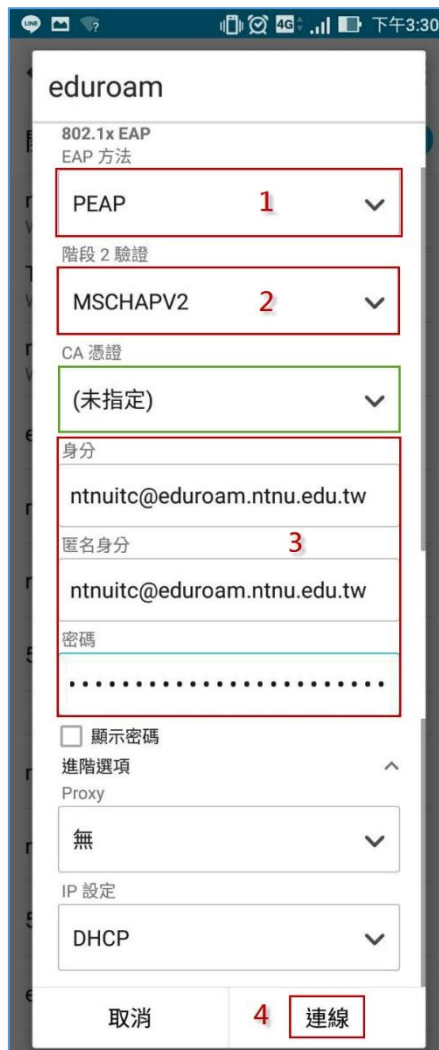 LINE
4G
下午3:30
eduroam
802.1x EAP
EAP 方法
PEAP
1
階段 2 驗證
MSCHAPV2
2
CA 憑證
(未指定)
身分
ntnuitc@eduroam.ntnu.edu.tw
匿名身分
3
ntnuitc@eduroam.ntnu.edu.tw
密碼
••••••••••••••••••••••••
顯示密碼
進階選項
Proxy
無
IP 設定
DHCP
取消
4
連線